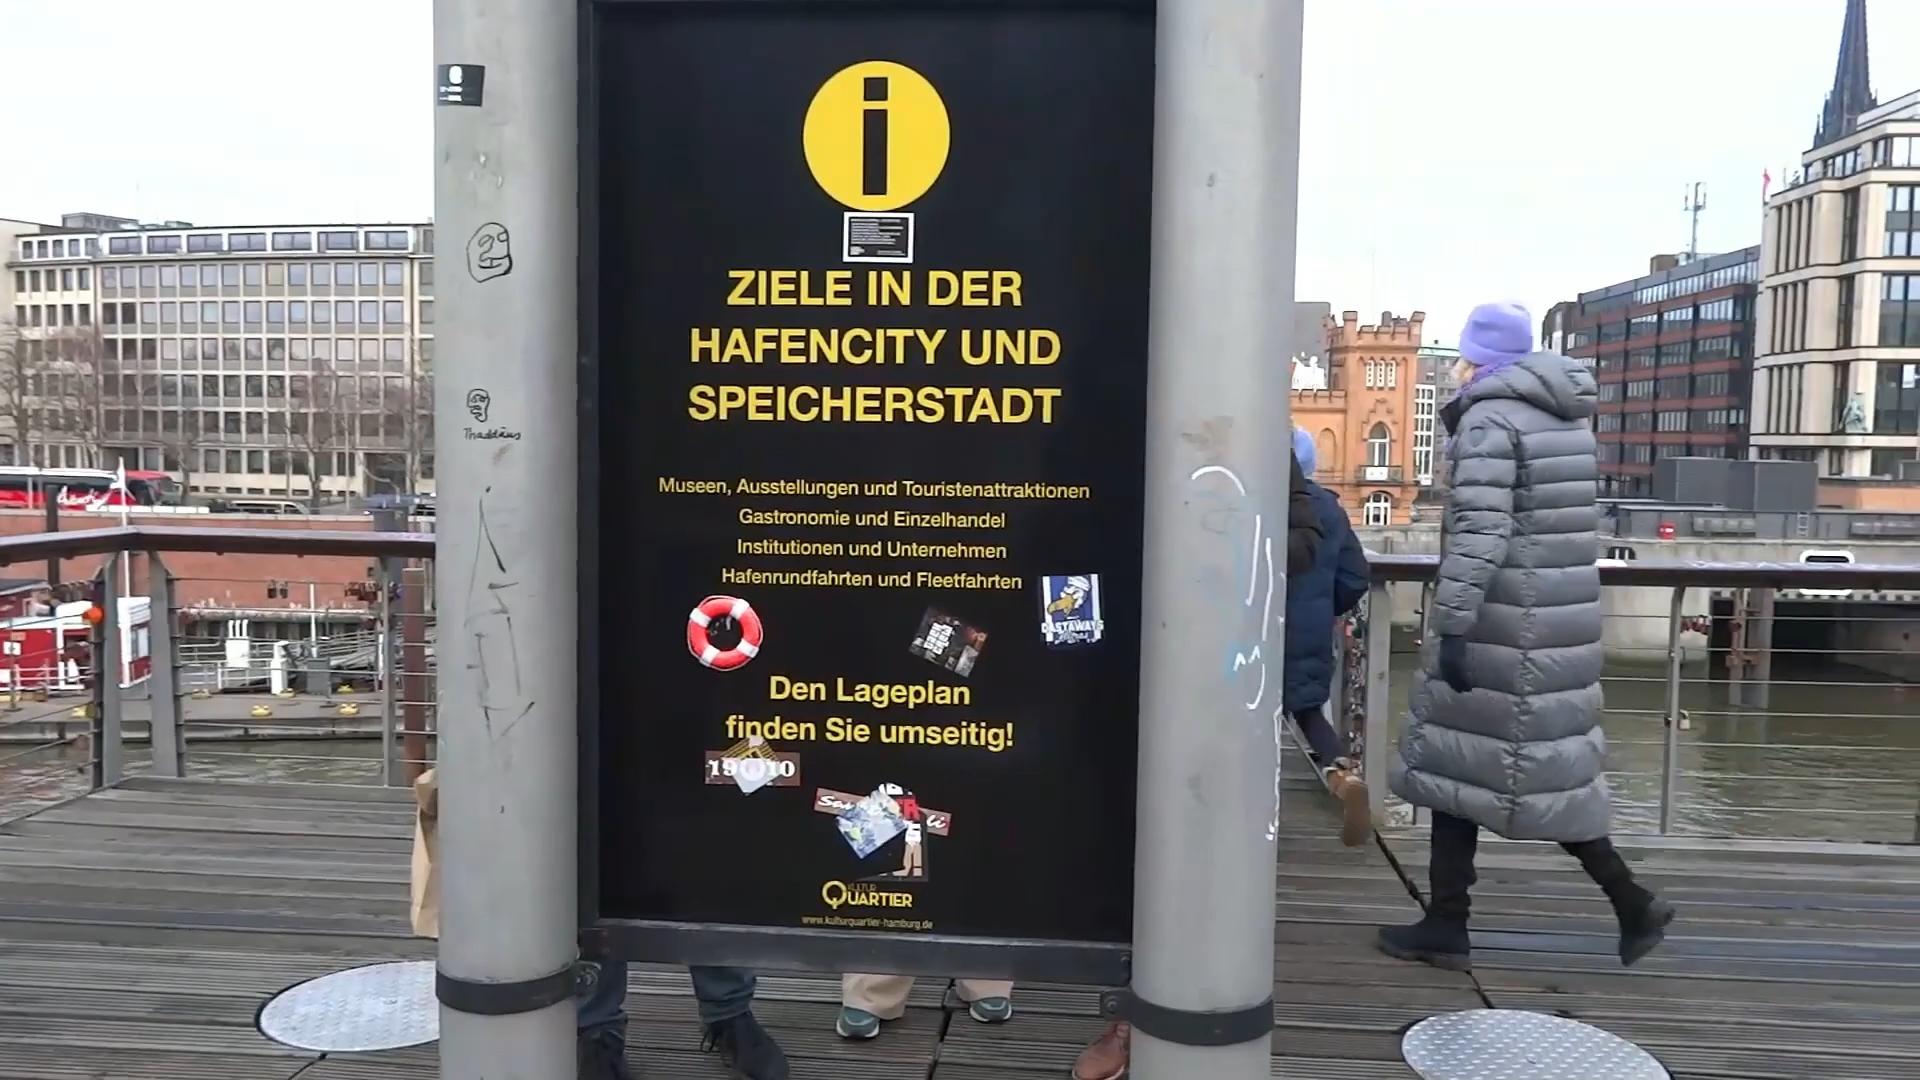 ZIELE IN DER
HAFENCITY UND
SPEICHERSTADT
Museen, Ausstellungen und Touristenattraktionen
Gastronomie und Einzelhandel
Institutionen und Unternehmen
Hafenrundfahrten und Fleetfahrten
Den Lageplan
finden Sie umseitig!
KULTUR
QUARTIER
www.kulturquartier-hamburg.de
Thaddäus